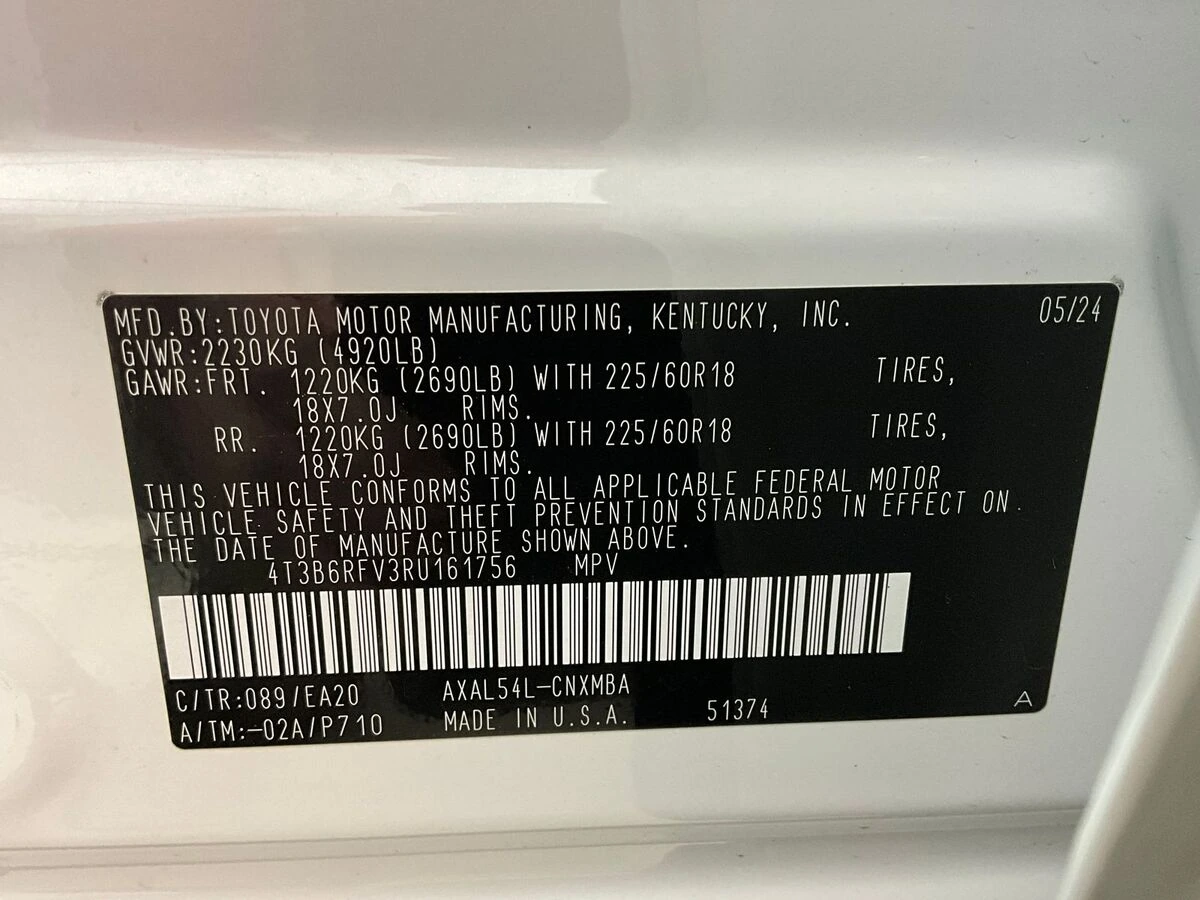 MFD.BY:TOYOTA MOTOR MANUFACTURING, KENTUCKY, INC. 05/24
GVWR:2230KG (4920LB)
GAWR:FRT. 1220KG (2690LB) WITH 225/60R18 TIRES,
18X7.0J RIMS.
RR. 1220KG (2690LB) WITH 225/60R18 TIRES,
18X7.0J RIMS.
THIS VEHICLE CONFORMS TO ALL APPLICABLE FEDERAL MOTOR
VEHICLE SAFETY AND THEFT PREVENTION STANDARDS IN EFFECT ON
THE DATE OF MANUFACTURE SHOWN ABOVE.
4T3B6RFV3RU161756 MPV
C/TR:089/EA20 AXAL54L-CNXMBA
A/TM:-02A/P710 MADE IN U.S.A. 51374 A